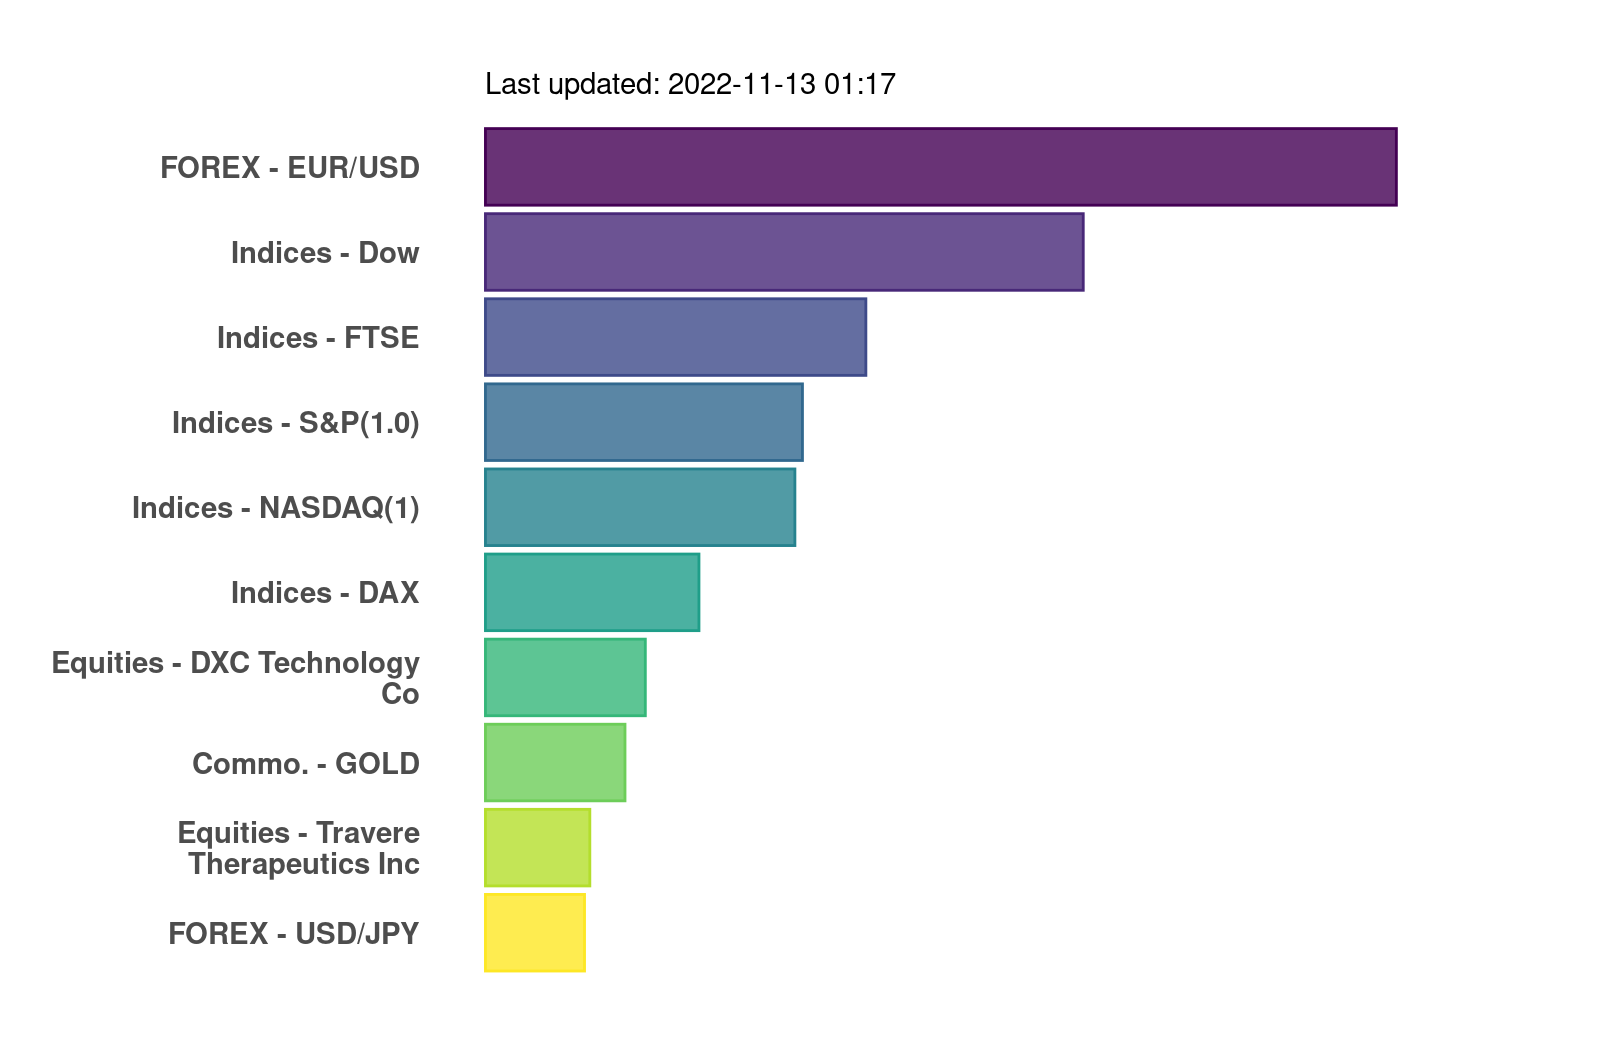 Last updated: 2022-11-13 01:17
FOREX - EUR/USD
Indices - Dow
Indices - FTSE
Indices - S&P(1.0)
Indices - NASDAQ(1)
Indices - DAX
Equities - DXC Technology
Co
Commo. - GOLD
Equities - Travere
Therapeutics Inc
FOREX - USD/JPY